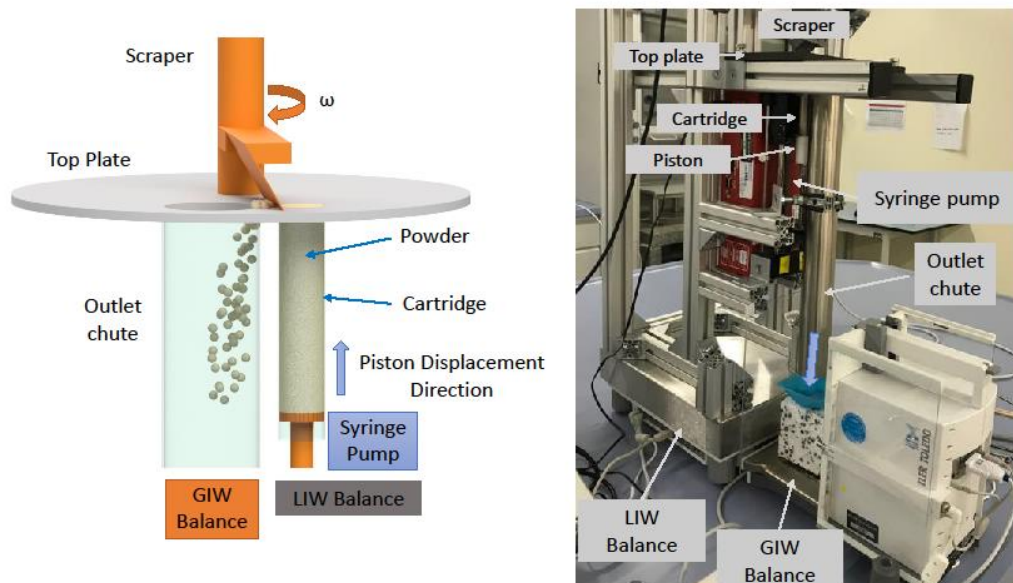 Scraper
ω
Top Plate
Powder
Cartridge
Outlet
chute
Piston Displacement
Direction
Syringe
Pump
GIW
Balance
LIW Balance
Scraper
Top plate
Cartridge
Piston
Syringe pump
Outlet
chute
LIW
Balance
GIW
Balance
TOLEDO